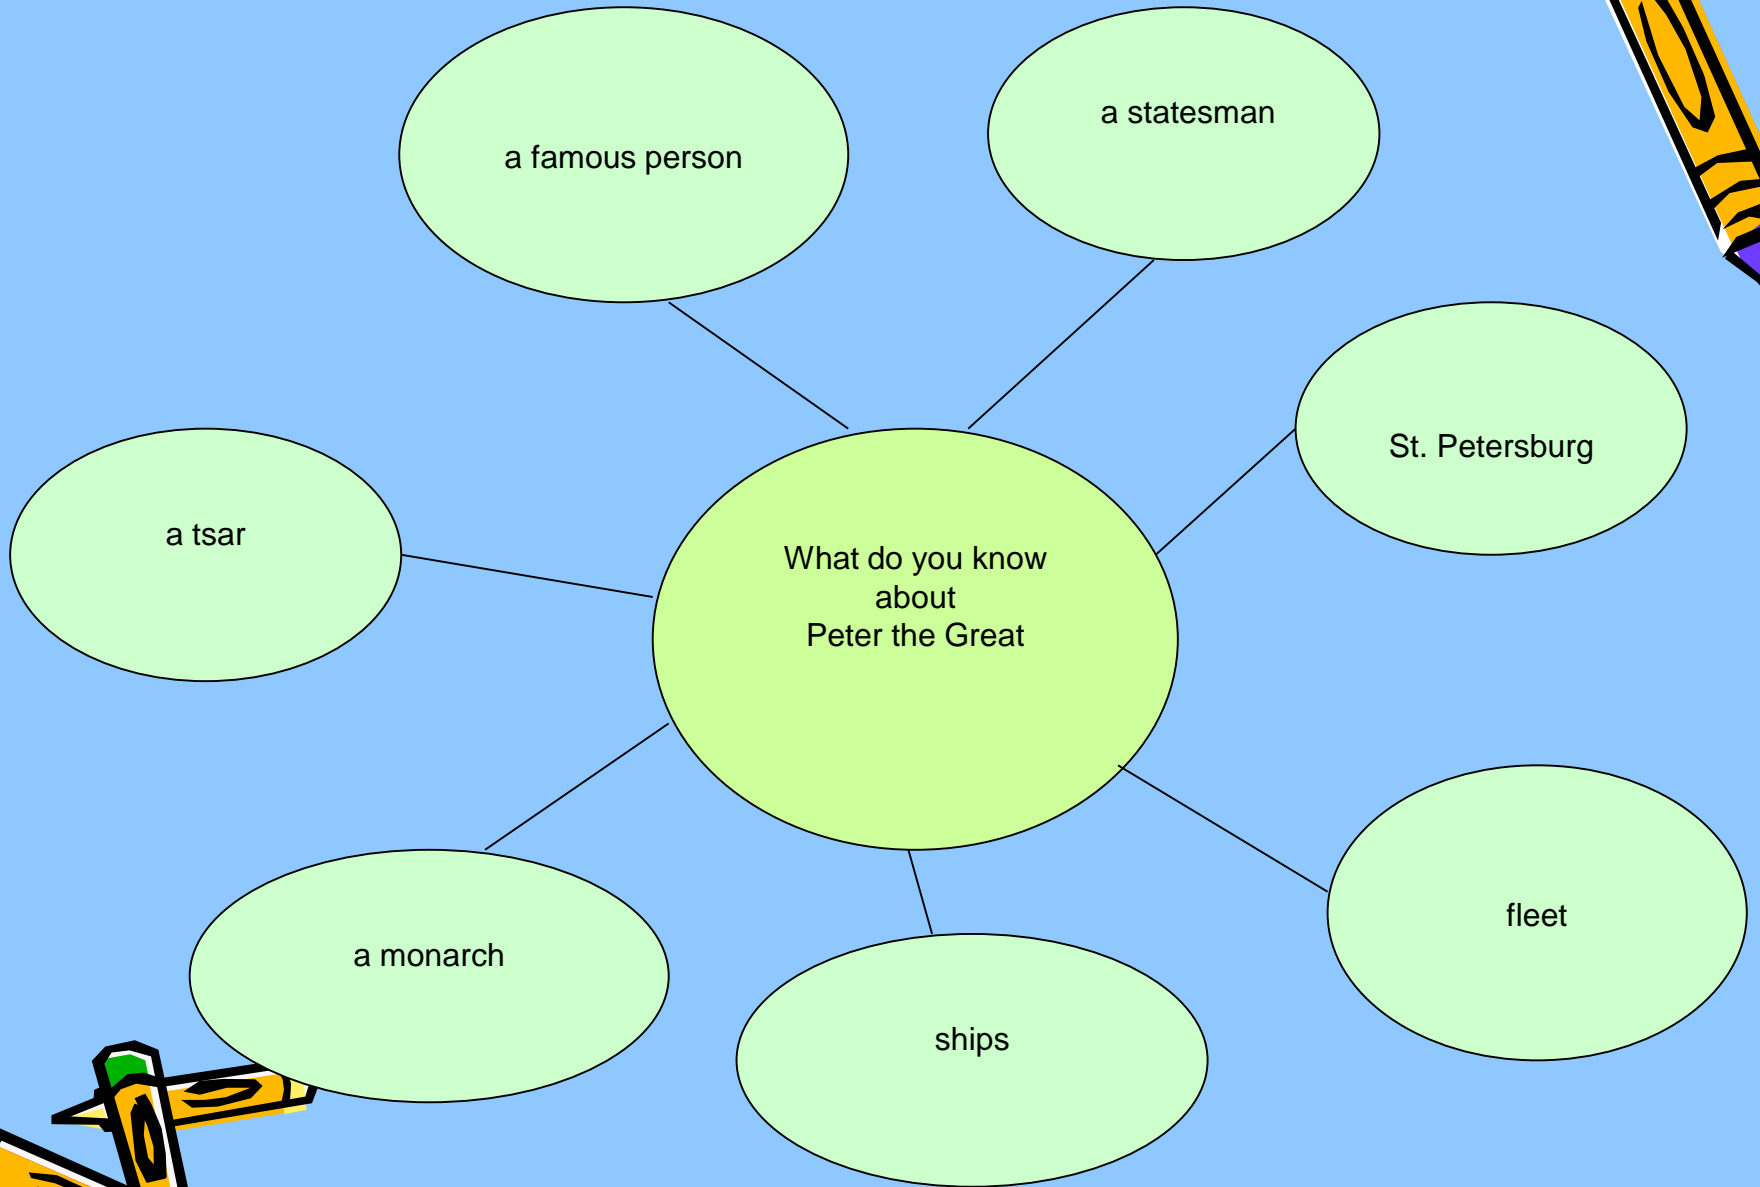 a famous person
a statesman
St. Petersburg
a tsar
What do you know
about
Peter the Great
fleet
a monarch
ships